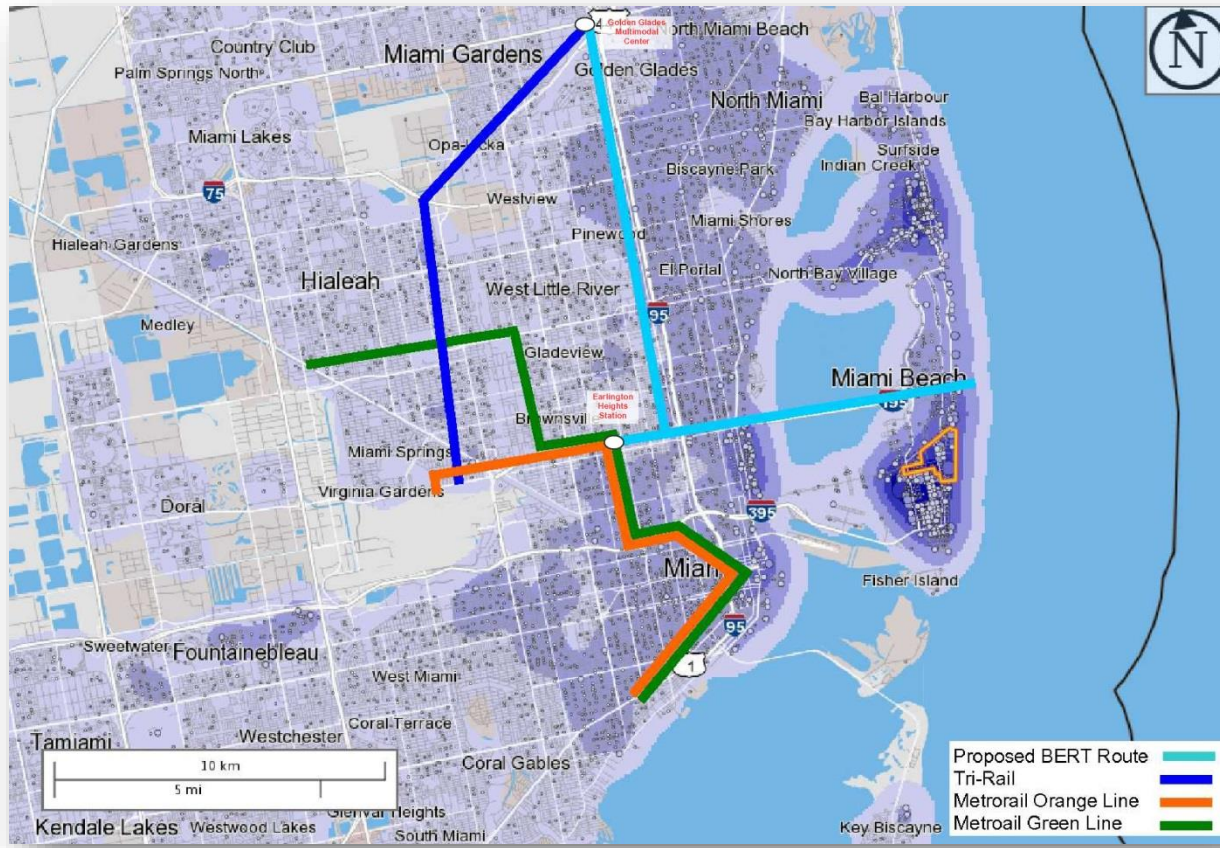 Country Club
Palm Springs North
Miami Gardens
4
Golden Glades
Multimodal
Center
North Miami Beach
Golden Glades
N
Miami Lakes
North Miami
Bal Harbour
Bay Harbor Islands
Surfside
Indian Creek
Biscayne Park
75
Westview
Miami Shores
Hialeah Gardens
Pinewood
Hialeah
West Little River
El Portal
North Bay Village
Medley
95
Gladeview
Earlington
Heights
Station
Miami Beach
195
Miami Springs
Virginia Gardens
Doral
395
Fisher Island
95
Sweetwater
Fountainebleau
1
West Miami
Coral Terrace
Westchester
Tamiami
Coral Gables
10 km
5 mi
Glenvar Heights
Kendale Lakes
Westwood Lakes
South Miami
Key Biscayne
Proposed BERT Route
Tri-Rail
Metrorail Orange Line
Metroail Green Line